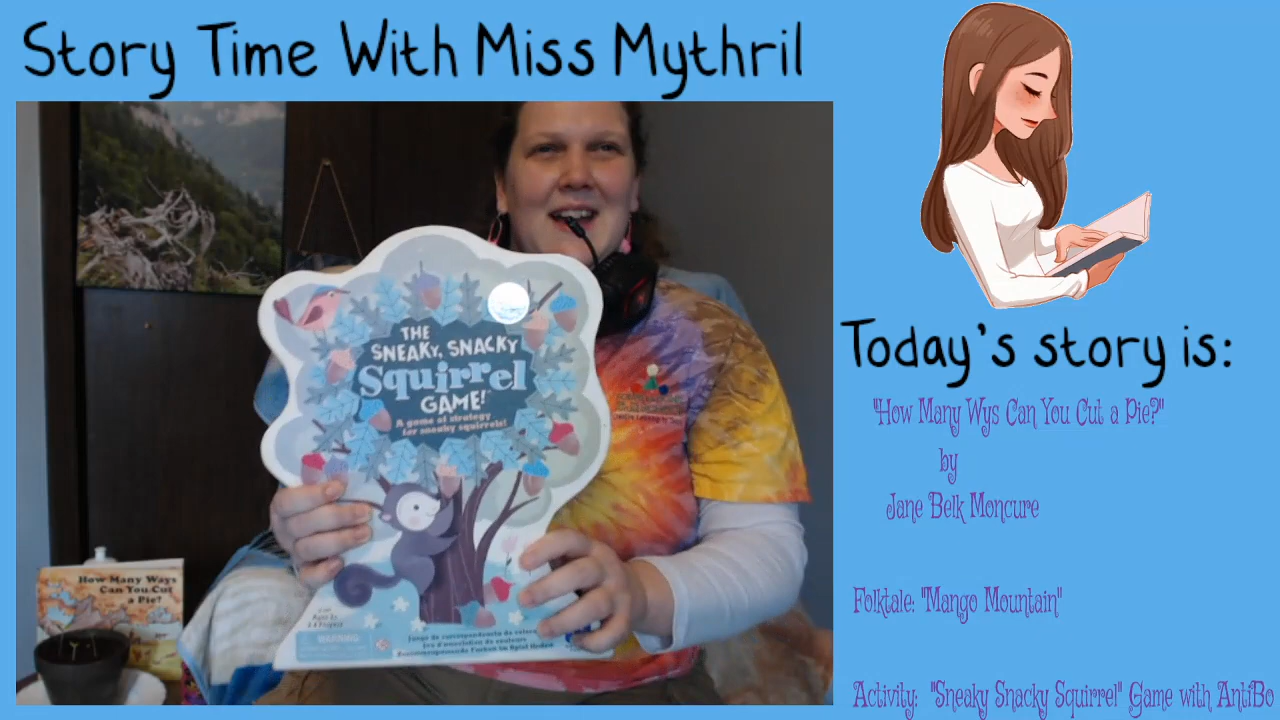 Story Time With Miss Mythril
THE
SNEAKY, SNACKY
Squirrel
GAME!
A game of strategy
for sneaky squirrels!
WARNING
How Many Ways
Can You Cut
a Pie?
Today's story is:
"How Many Wys Can You Cut a Pie?"
by
Jane Belk Moncure
Folktale: "Mango Mountain"
Activity: "Sneaky Snacky Squirrel" Game with AntiBo